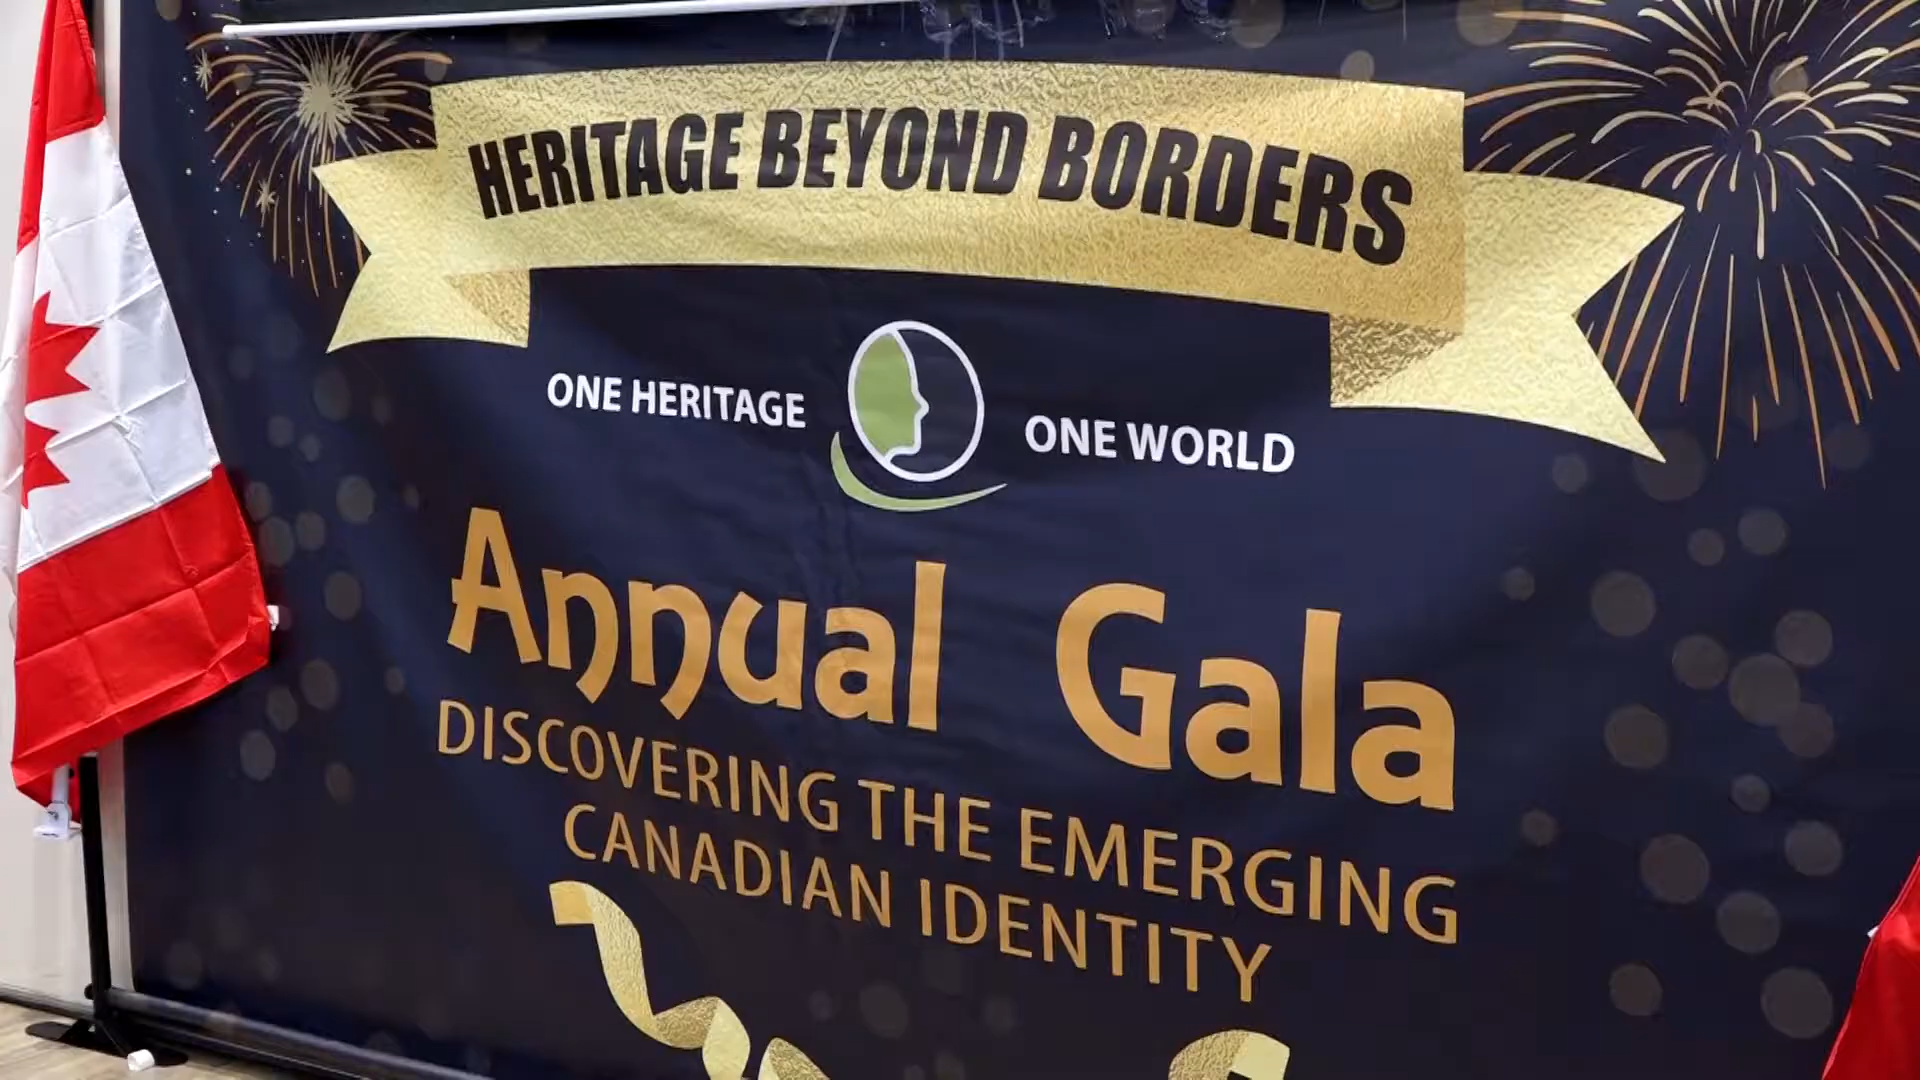 HERITAGE BEYOND BORDERS
ONE HERITAGE ONE WORLD
Annual Gala
DISCOVERING THE EMERGING
CANADIAN IDENTITY